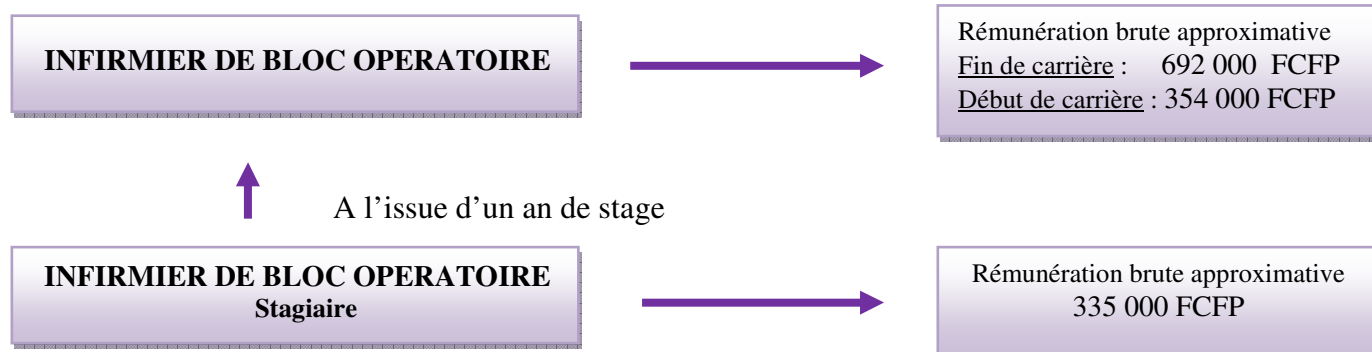 INFIRMIER DE BLOC OPERATOIRE
Rémunération brute approximative
Fin de carrière : 692 000 FCFP
Début de carrière : 354 000 FCFP
A l’issue d’un an de stage
INFIRMIER DE BLOC OPERATOIRE
Stagiaire
Rémunération brute approximative
335 000 FCFP